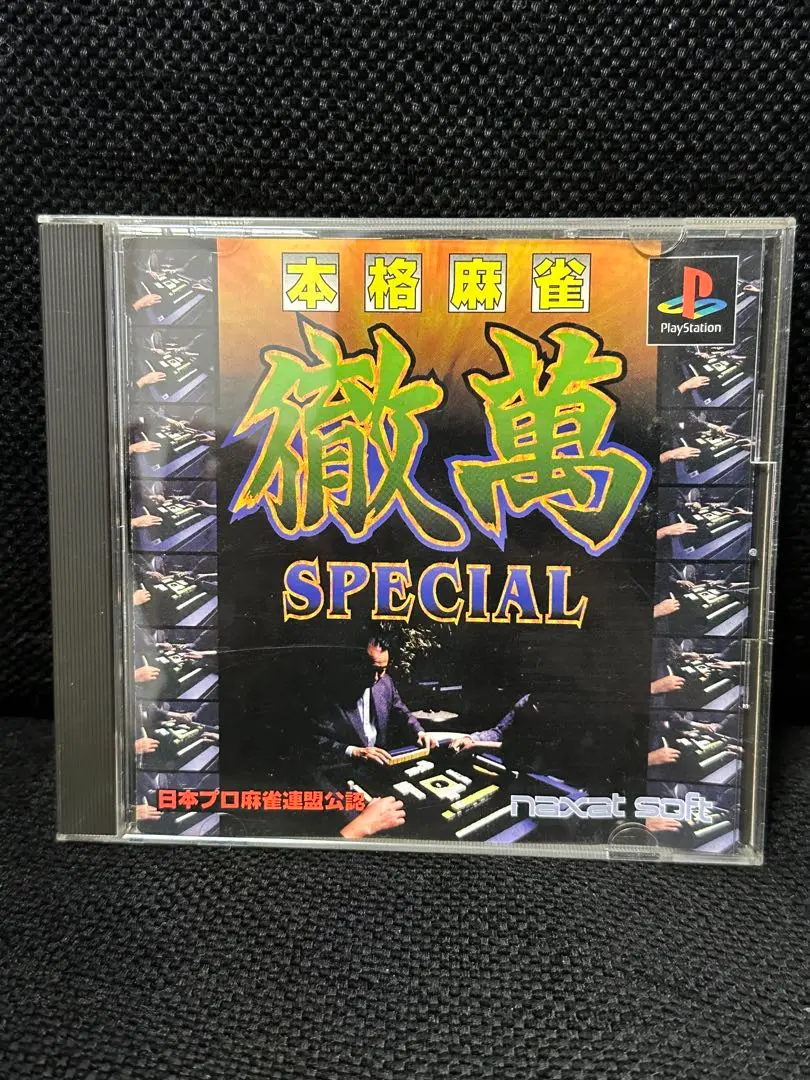 本格麻雀
PlayStation
徹萬
SPECIAL
日本プロ麻雀連盟公認
naxat soft